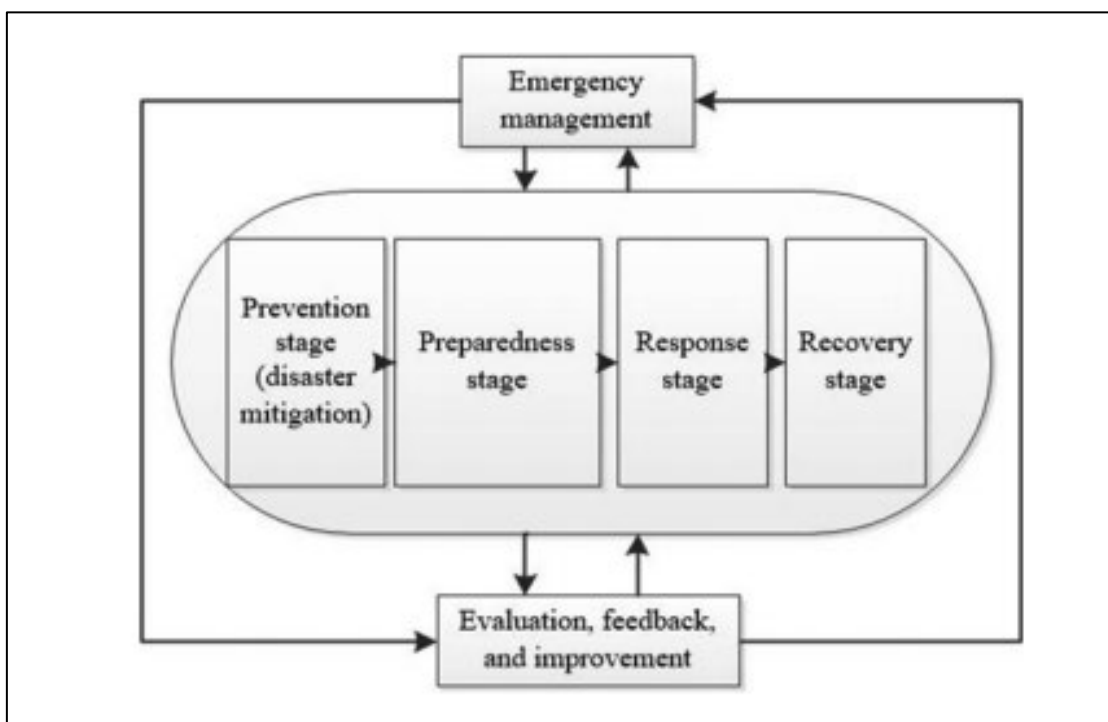 Emergency
management
Prevention
stage
(disaster
mitigation)
Preparedness
stage
Response
stage
Recovery
stage
Evaluation, feedback,
and improvement